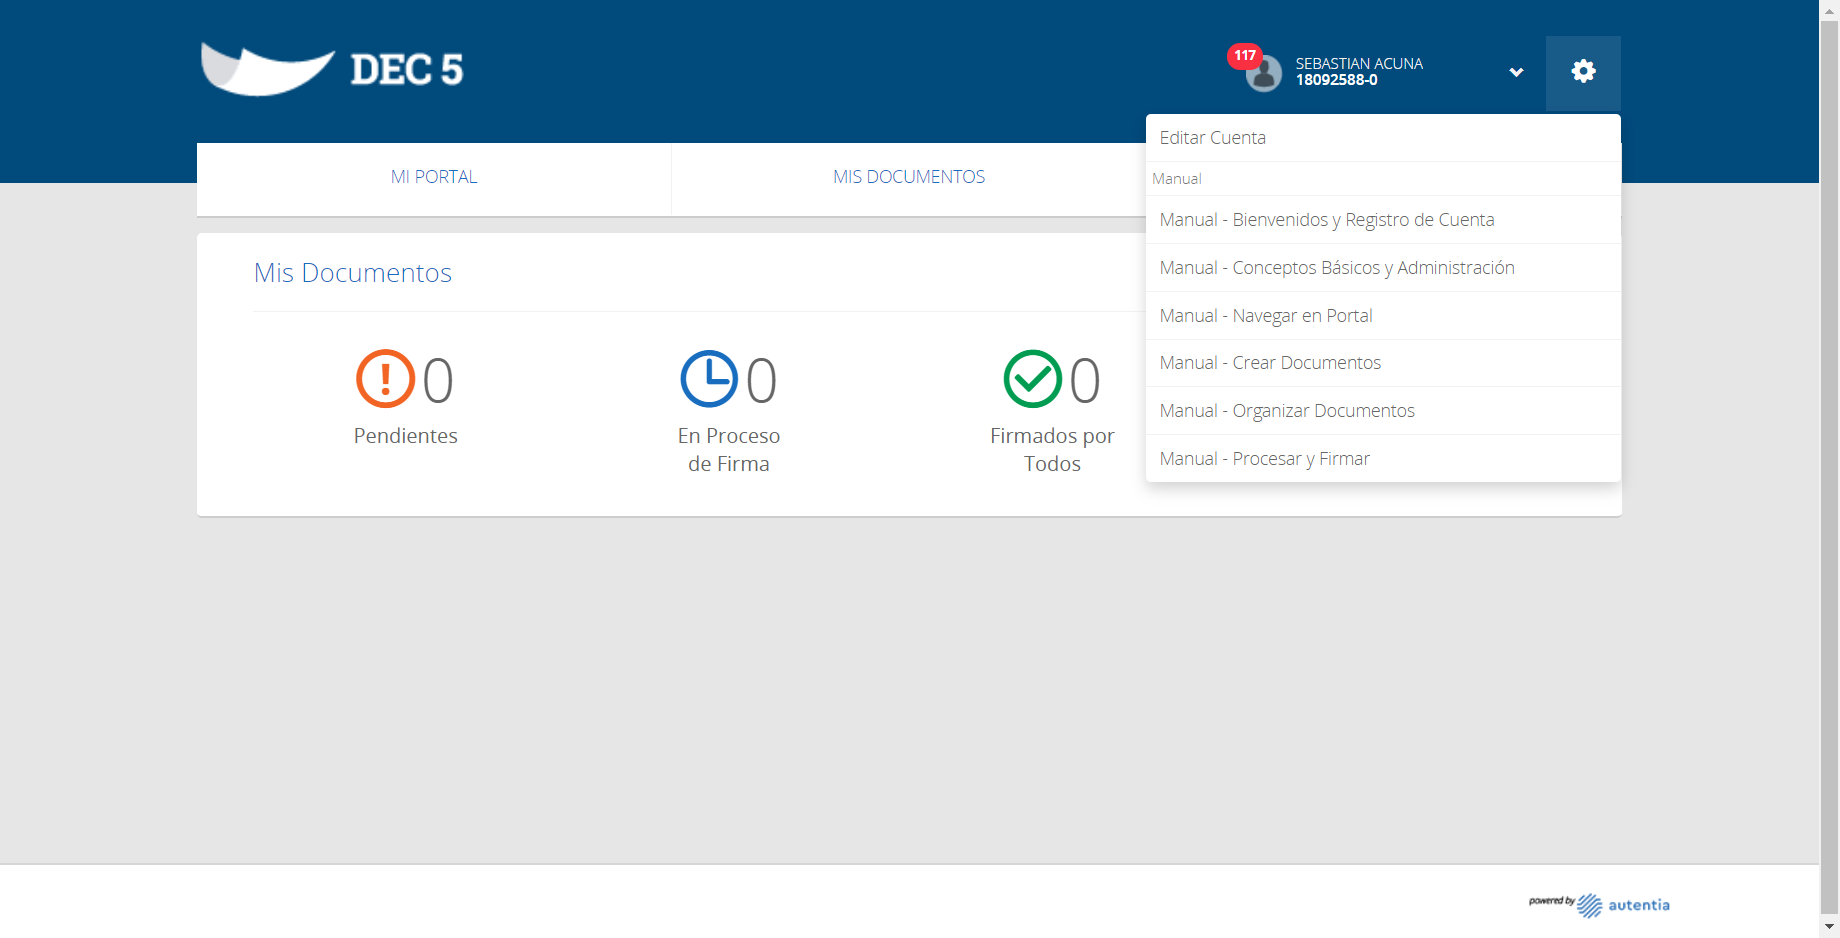 DEC 5
117
SEBASTIAN ACUNA
18092588-0
Editar Cuenta
Manual
Manual - Bienvenidos y Registro de Cuenta
Manual - Conceptos Básicos y Administración
Manual - Navegar en Portal
Manual - Crear Documentos
Manual - Organizar Documentos
Manual - Procesar y Firmar
MI PORTAL
MIS DOCUMENTOS
Mis Documentos
0
Pendientes
0
En Proceso
de Firma
0
Firmados por
Todos
powered by autentia